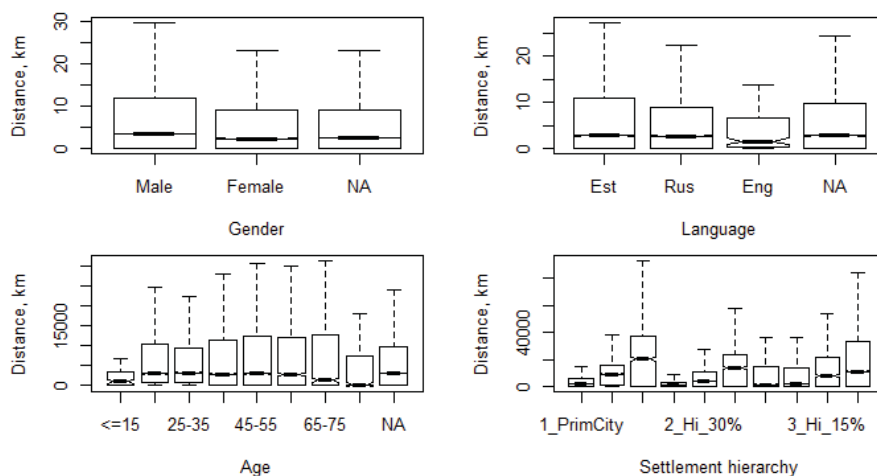 Distance, km
0 10 20 30
Male Female NA
Gender
Distance, km
0 10 20
Est Rus Eng NA
Language
Distance, km
0 15000
<=15 25-35 45-55 65-75 NA
Age
Distance, km
0 40000
1_PrimCity 2_Hi_30% 3_Hi_15%
Settlement hierarchy